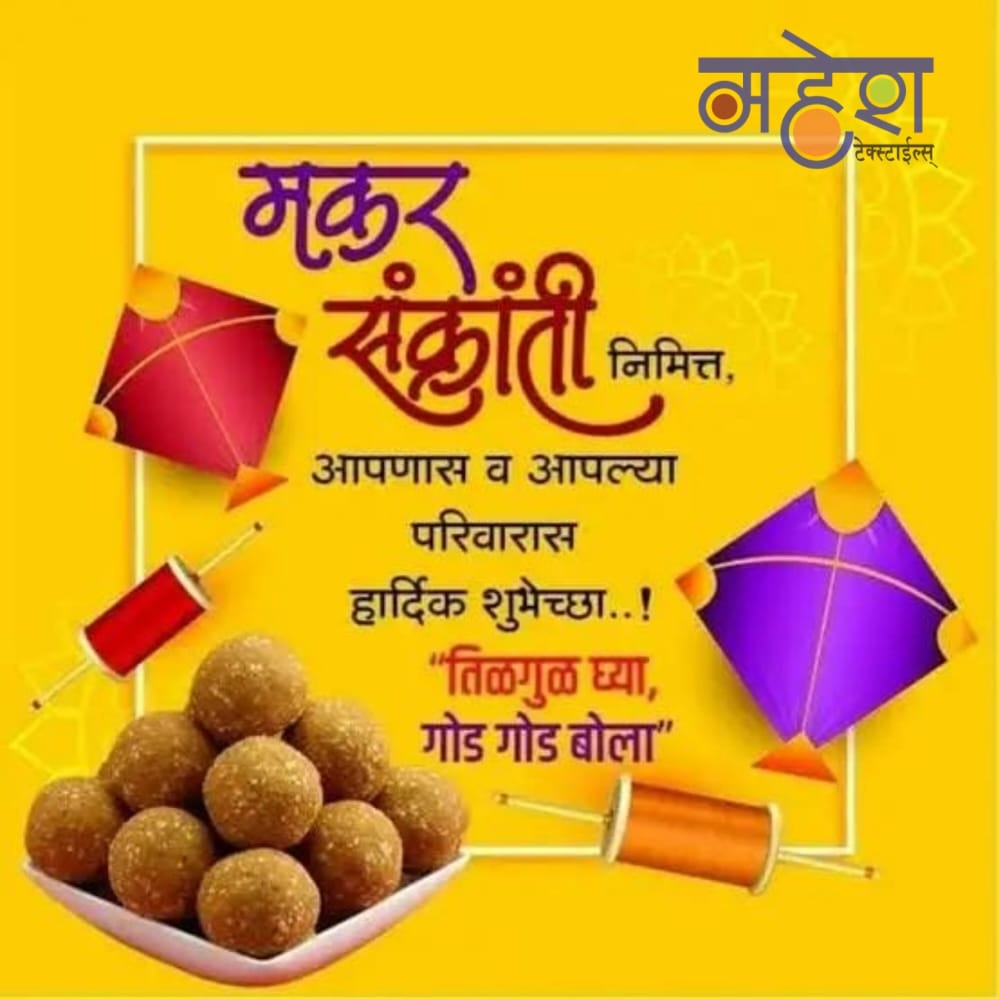 महेश
टेक्स्टाईल्स्
मकर
संक्रांती निमित्त,
आपणास व आपल्या
परिवारास
हार्दिक शुभेच्छा..!
“तिळगुळ घ्या,
गोड गोड बोला”